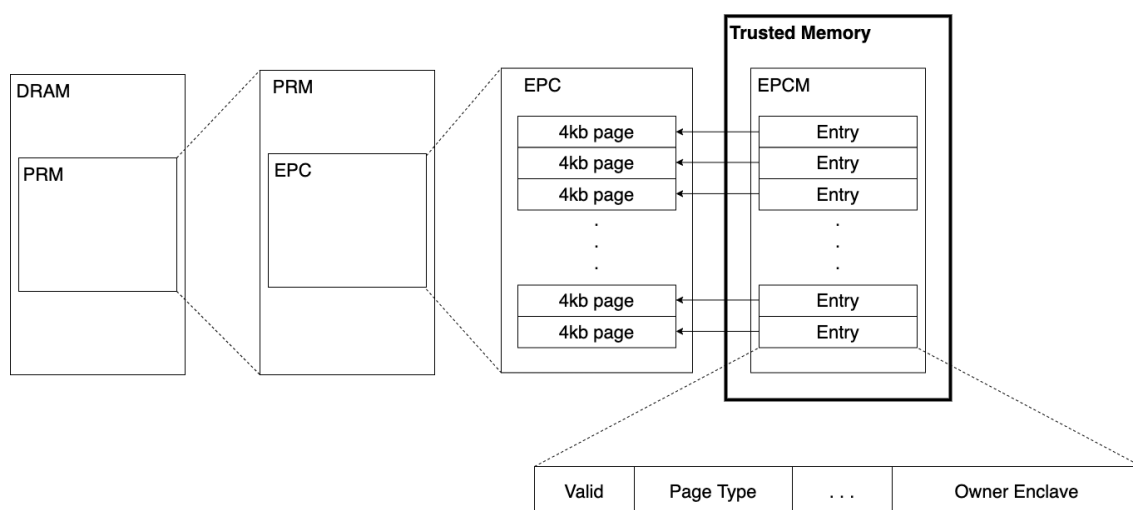 Trusted Memory
DRAM
PRM
PRM
EPC
EPC
4kb page
4kb page
4kb page
.
.
.
4kb page
4kb page
EPCM
Entry
Entry
Entry
.
.
.
Entry
Entry
Valid
Page Type
. . .
Owner Enclave